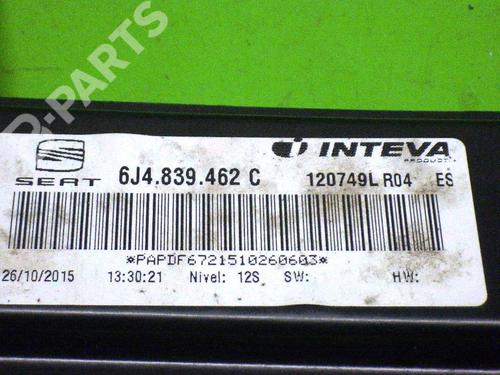 B-PARTS
INTEVA
PRODUCTS
SEAT 6J4.839.462 C 120749L R04 ES
*PAPDF6721510260603*
26/10/2015 13:30:21 Nivel: 12S SW: HW:
B-PARTS